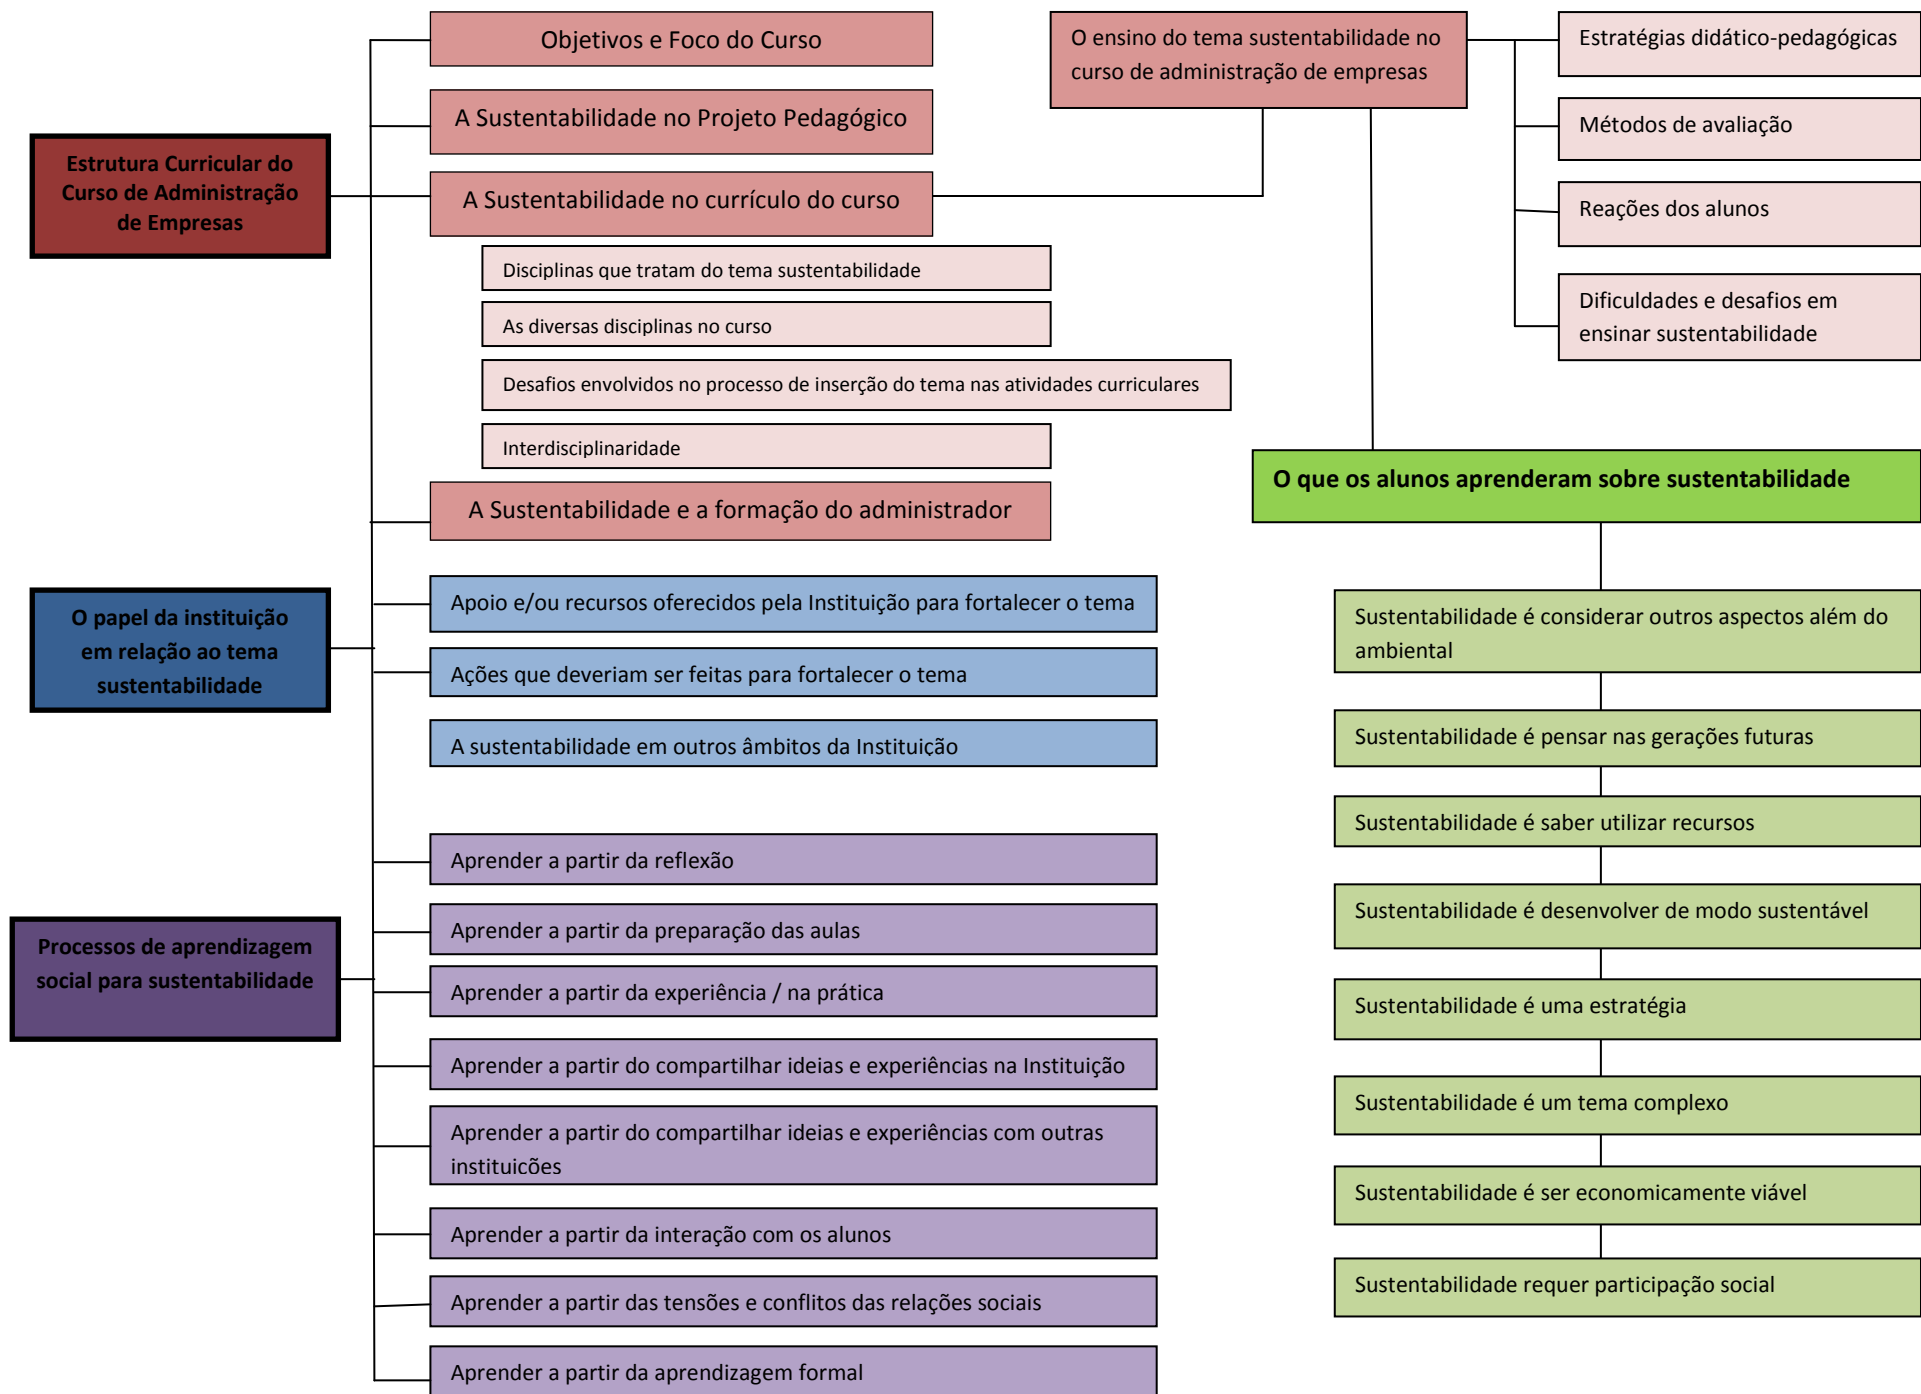 Estrutura Curricular do
Curso de Administração
de Empresas
Objetivos e Foco do Curso
A Sustentabilidade no Projeto Pedagógico
A Sustentabilidade no currículo do curso
Disciplinas que tratam do tema sustentabilidade
As diversas disciplinas no curso
Desafios envolvidos no processo de inserção do tema nas atividades curriculares
Interdisciplinaridade
A Sustentabilidade e a formação do administrador
O ensino do tema sustentabilidade no
curso de administração de empresas
Estratégias didático-pedagógicas
Métodos de avaliação
Reações dos alunos
Dificuldades e desafios em
ensinar sustentabilidade
O papel da instituição
em relação ao tema
sustentabilidade
Apoio e/ou recursos oferecidos pela Instituição para fortalecer o tema
Ações que deveriam ser feitas para fortalecer o tema
A sustentabilidade em outros âmbitos da Instituição
Processos de aprendizagem
social para sustentabilidade
Aprender a partir da reflexão
Aprender a partir da preparação das aulas
Aprender a partir da experiência / na prática
Aprender a partir do compartilhar ideias e experiências na Instituição
Aprender a partir do compartilhar ideias e experiências com outras
instituições
Aprender a partir da interação com os alunos
Aprender a partir das tensões e conflitos das relações sociais
Aprender a partir da aprendizagem formal
O que os alunos aprenderam sobre sustentabilidade
Sustentabilidade é considerar outros aspectos além do
ambiental
Sustentabilidade é pensar nas gerações futuras
Sustentabilidade é saber utilizar recursos
Sustentabilidade é desenvolver de modo sustentável
Sustentabilidade é uma estratégia
Sustentabilidade é um tema complexo
Sustentabilidade é ser economicamente viável
Sustentabilidade requer participação social